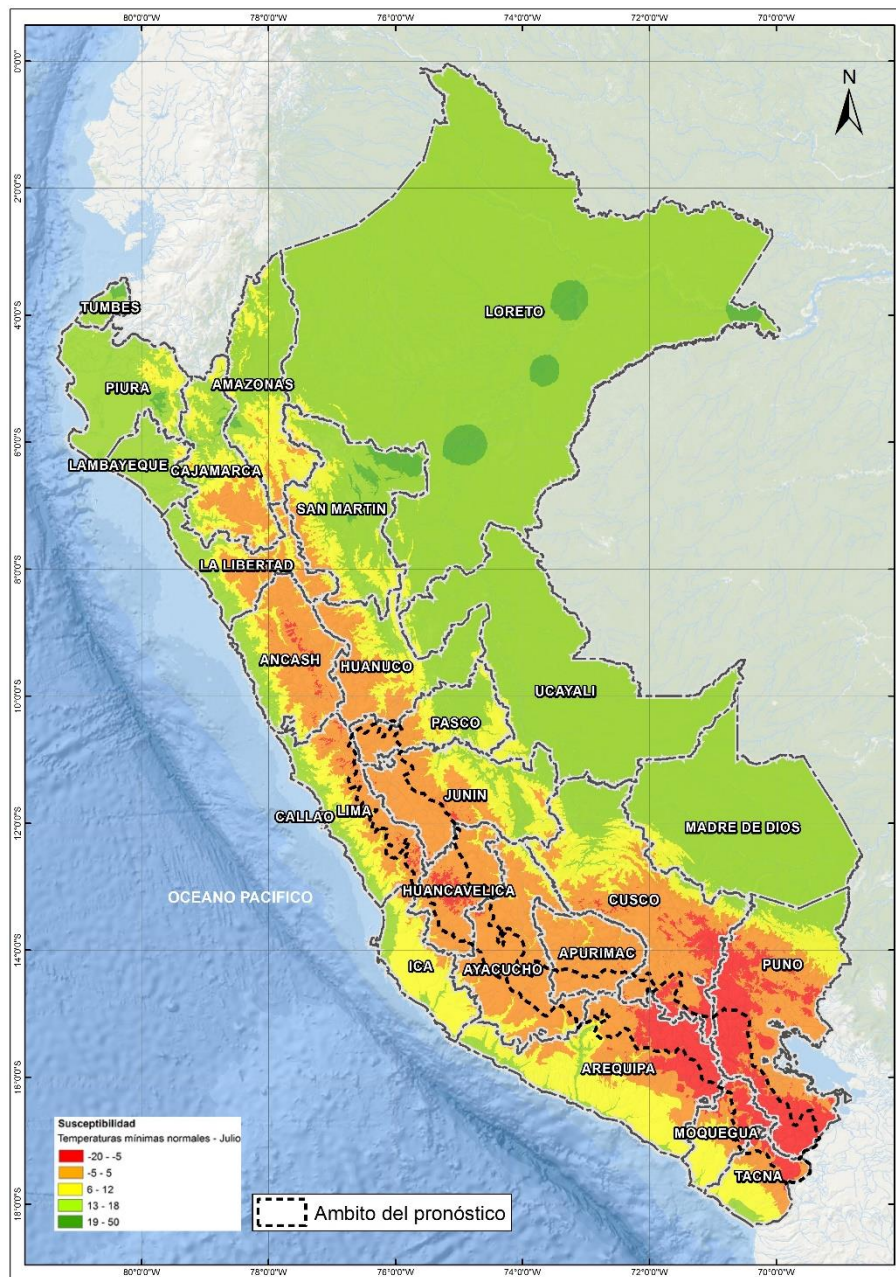 80°0'0"W 78°0'0"W 76°0'0"W 74°0'0"W 72°0'0"W 70°0'0"W
N
0°0'0"
2°0'0"S
4°0'0"S
6°0'0"S
8°0'0"S
10°0'0"S
12°0'0"S
14°0'0"S
16°0'0"S
18°0'0"S
TUMBES
LORETO
PIURA
AMAZONAS
LAMBAYEQUE
CAJAMARCA
SAN MARTIN
LA LIBERTAD
ANCASH
HUANUCO
UCAYALI
PASCO
JUNIN
CALLAO
LIMA
MADRE DE DIOS
HUANCAVELICA
OCEANO PACIFICO
CUSCO
APURIMAC
PUNO
ICA
AYACUCHO
AREQUIPA
MOQUEGUA
TACNA
Susceptibilidad
Temperaturas mínimas normales - Julio
-20 - -5
-5 - 5
6 - 12
13 - 18
19 - 50
Ambito del pronóstico
80°0'0"W 78°0'0"W 76°0'0"W 74°0'0"W 72°0'0"W 70°0'0"W